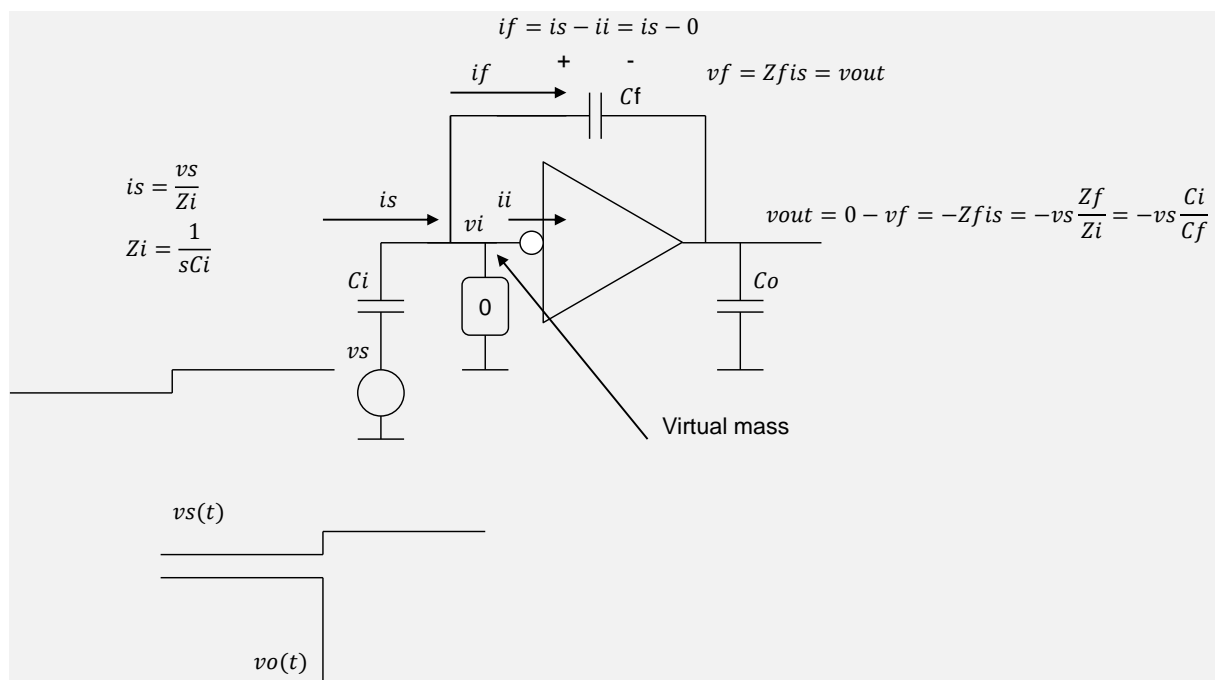 if = is − ii = is − 0
+ -
if
vf = Zfis = vout
Cf
is = vs/Zi
is
ii
vi
vout = 0 − vf = −Zfis = −vs Zf/Zi = −vs Ci/Cf
Zi = 1/sCi
Ci
0
Co
vs
Virtual mass
vs(t)
vo(t)